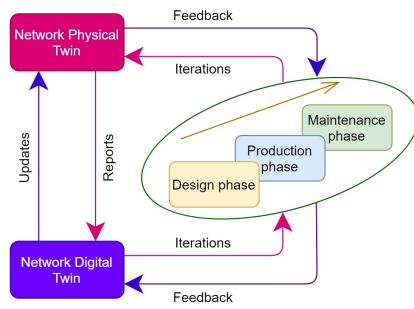 Feedback
Network Physical
Twin
Iterations
Maintenance
phase
Production
phase
Design phase
Updates
Reports
Iterations
Network Digital
Twin
Feedback